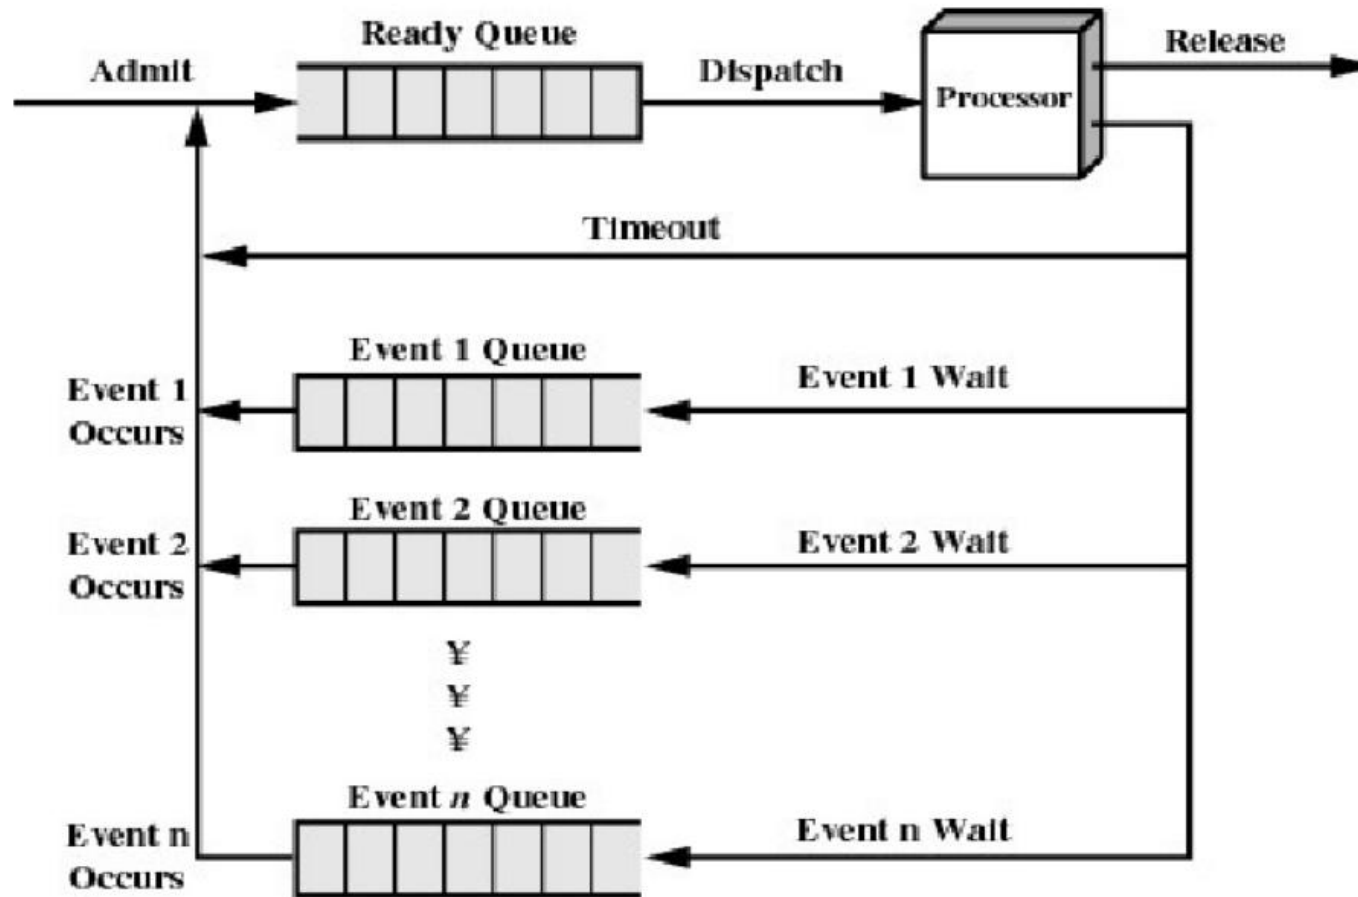 Ready Queue
Admit
Dispatch
Processor
Release
Timeout
Event 1 Queue
Event 1
Occurs
Event 1 Wait
Event 2 Queue
Event 2
Occurs
Event 2 Wait
¥
¥
¥
Event n Queue
Event n
Occurs
Event n Wait